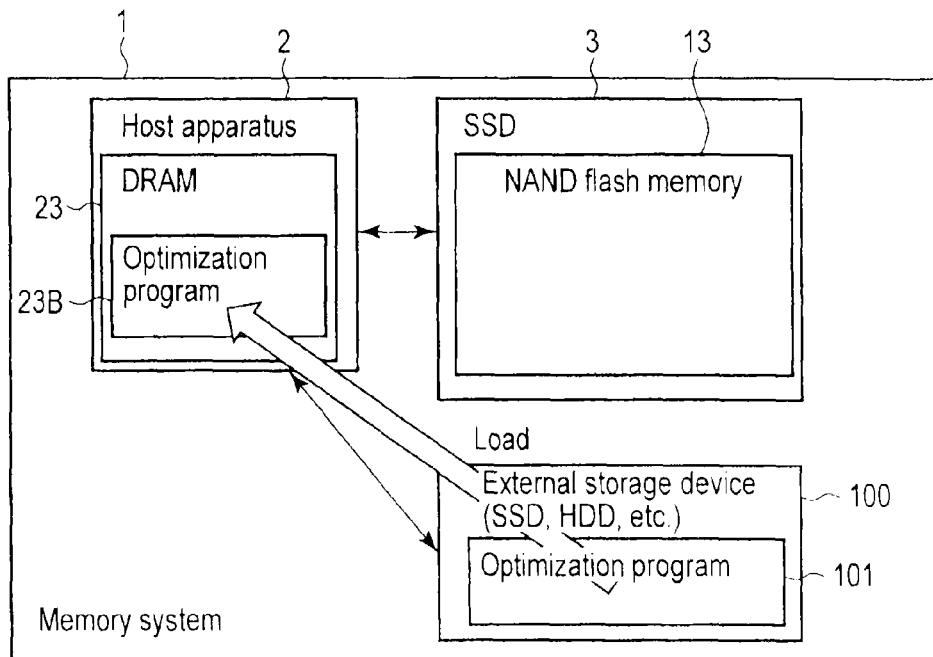 1
2
3
13
Host apparatus
SSD
DRAM
NAND flash memory
23
Optimization
program
23B
Load
External storage device
(SSD, HDD, etc.)
100
Optimization program
101
Memory system